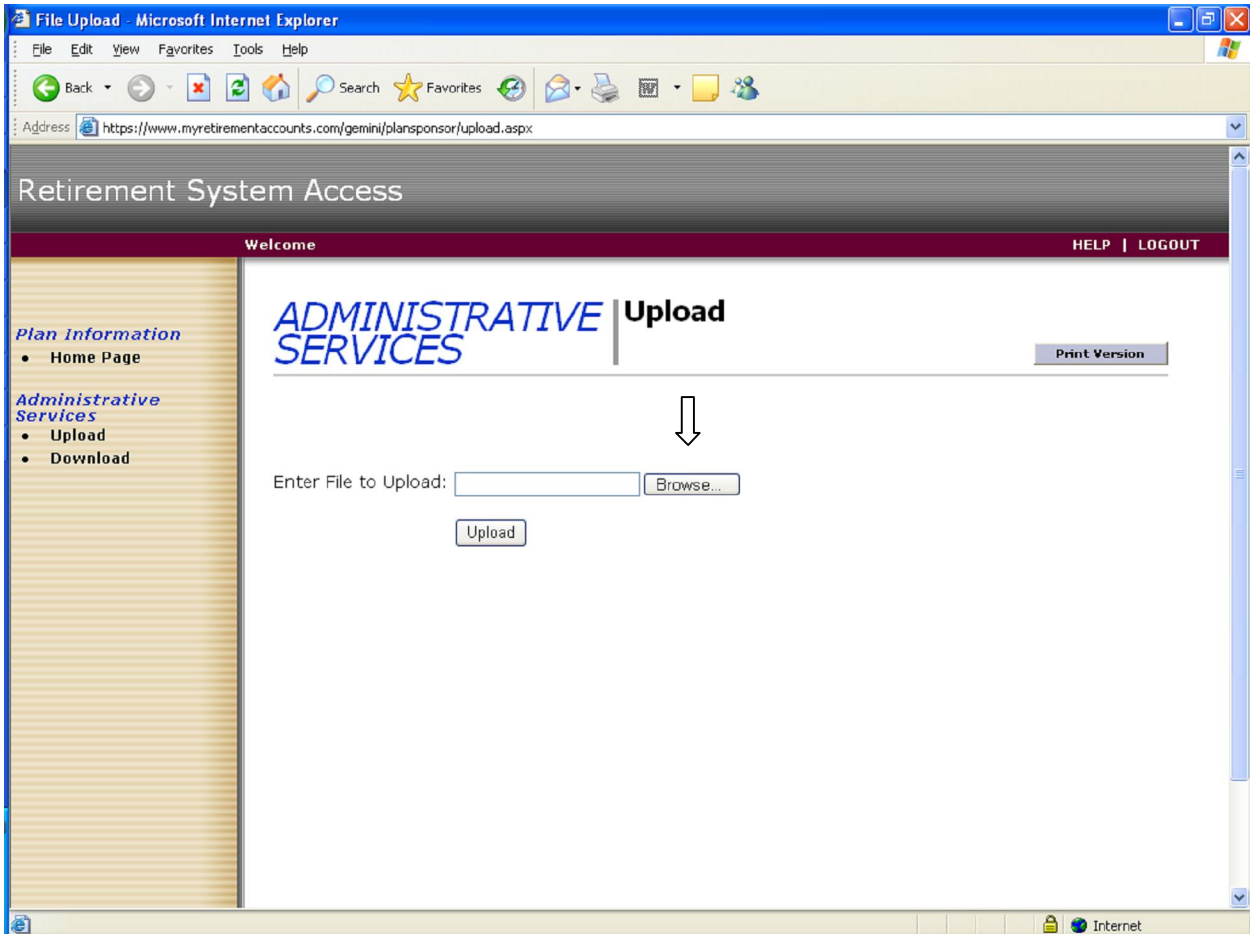 File Upload - Microsoft Internet Explorer
File Edit View Favorites Tools Help
Back Search Favorites
Address https://www.myretirementaccounts.com/gemini/plansponsor/upload.aspx
Retirement System Access
Welcome HELP | LOGOUT
Plan Information
• Home Page
Administrative
Services
• Upload
• Download
ADMINISTRATIVE
SERVICES
Upload
Print Version
Enter File to Upload: Browse...
Upload
Internet